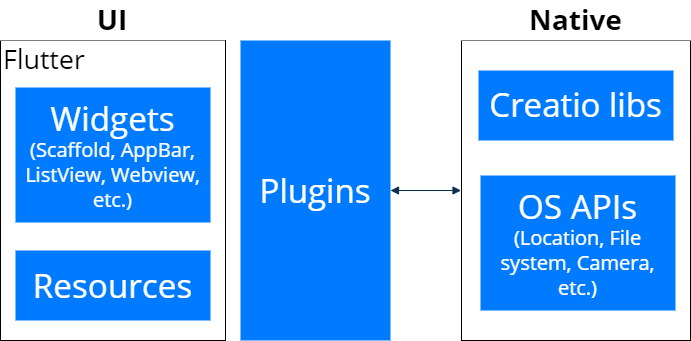 UI
Flutter
Widgets
(Scaffold, AppBar,
ListView, Webview,
etc.)
Resources
Plugins
Native
Creatio libs
OS APIs
(Location, File
system, Camera,
etc.)